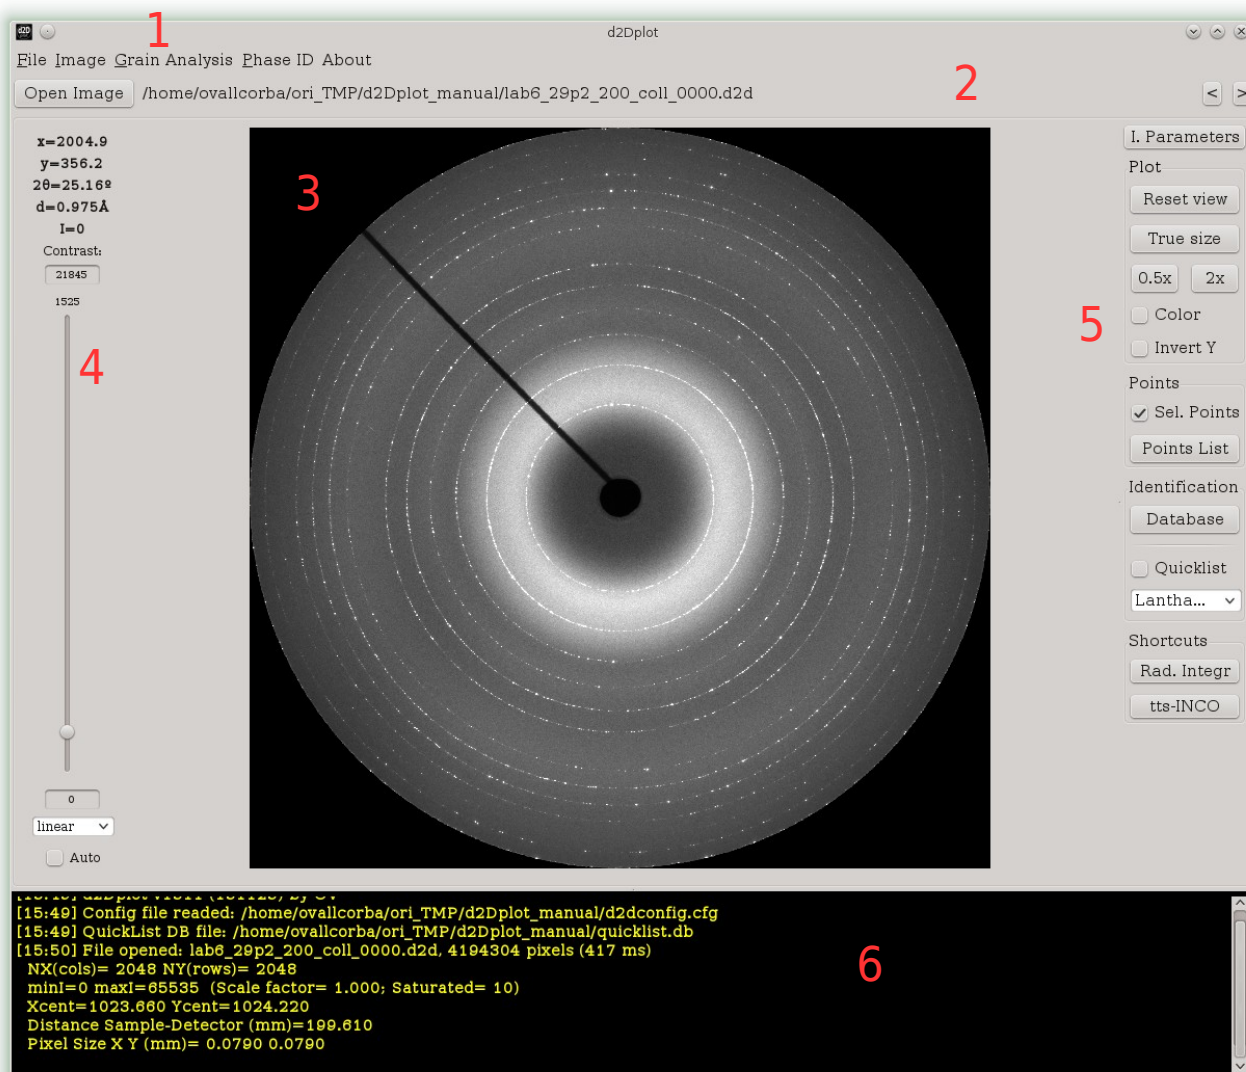 d2D
d2Dplot
1
File Image Grain Analysis Phase ID About
2
Open Image /home/ovallcorba/ori_TMP/d2Dplot_manual/lab6_29p2_200_coll_0000.d2d < >
x=2004.9
y=356.2
2θ=25.16º
d=0.975Å
I=0
Contrast:
21845
1525
4
0
linear
Auto
3
I. Parameters
Plot
Reset view
True size
0.5x 2x
5
Color
Invert Y
Points
Sel. Points
Points List
Identification
Database
Quicklist
Lantha...
Shortcuts
Rad. Integr
tts-INCO
[15:49] Config file readed: /home/ovallcorba/ori_TMP/d2Dplot_manual/d2dconfig.cfg
[15:49] QuickList DB file: /home/ovallcorba/ori_TMP/d2Dplot_manual/quicklist.db
[15:50] File opened: lab6_29p2_200_coll_0000.d2d, 4194304 pixels (417 ms)
NX(cols)= 2048 NY(rows)= 2048
minI=0 maxI=65535 (Scale factor= 1.000; Saturated= 10)
Xcent=1023.660 Ycent=1024.220
Distance Sample-Detector (mm)=199.610
Pixel Size X Y (mm)= 0.0790 0.0790
6